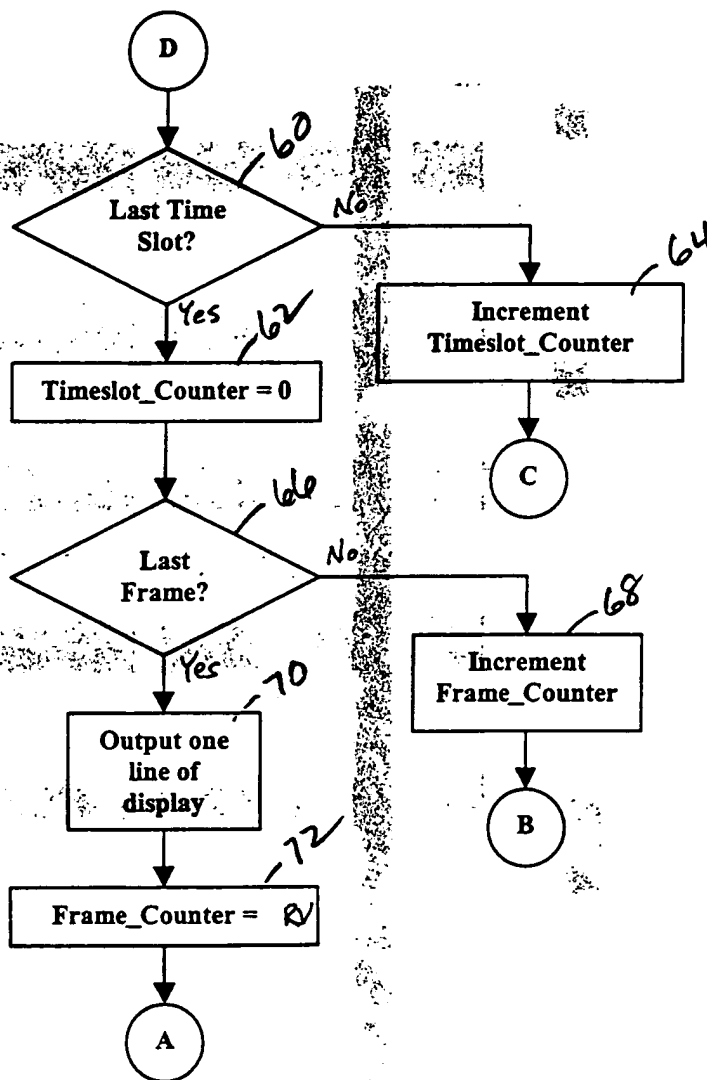 D
60
Last Time
Slot?
No
Yes
62
64
Increment
Timeslot_Counter
Timeslot_Counter = 0
C
66
Last
Frame?
No
Yes
68
Increment
Frame_Counter
70
Output one
line of
display
B
72
Frame_Counter =
A